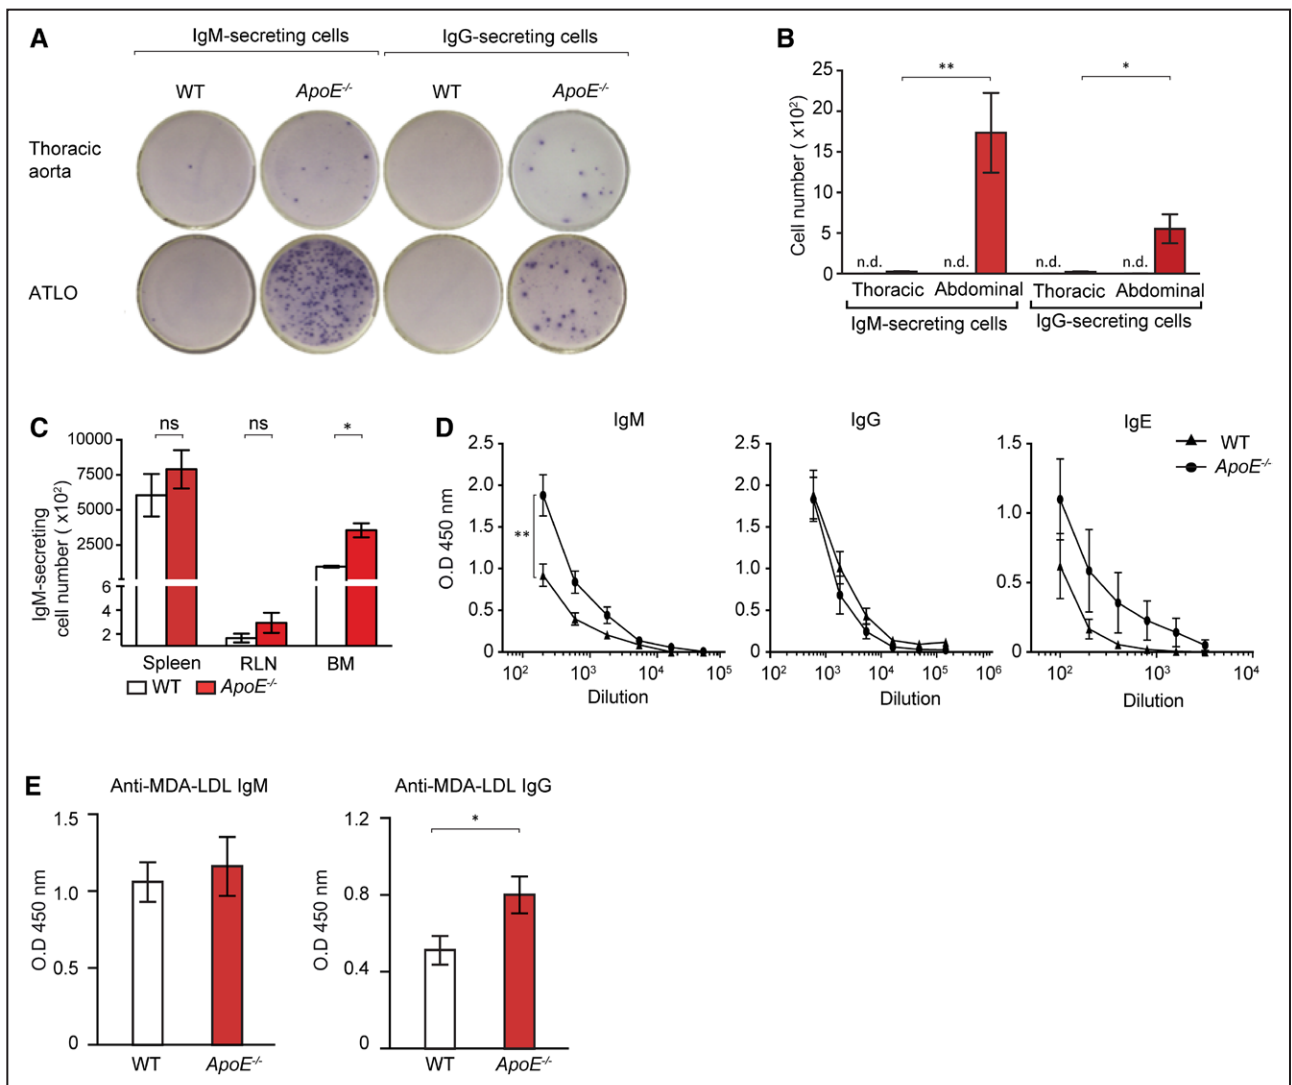 A
IgM-secreting cells
IgG-secreting cells
WT
ApoE-/-
WT
ApoE-/-
Thoracic
aorta
ATLO
B
Cell number ( x10²)
25
20
15
10
5
0
**
*
n.d.
n.d.
n.d.
n.d.
Thoracic Abdominal Thoracic Abdominal
IgM-secreting cells
IgG-secreting cells
C
IgM-secreting
cell number ( x10²)
10000
7500
5000
2500
6
4
2
ns
ns
*
Spleen
RLN
BM
WT
ApoE-/-
D
IgM
O.D 450 nm
2.5
2.0
1.5
1.0
0.5
0
**
10² 10³ 10⁴ 10⁵
Dilution
IgG
2.5
2.0
1.5
1.0
0.5
0
10² 10³ 10⁴ 10⁵ 10⁶
Dilution
IgE
1.5
1.0
0.5
0
10² 10³ 10⁴
Dilution
WT
ApoE-/-
E
Anti-MDA-LDL IgM
O.D 450 nm
1.5
1.0
0.5
0
WT
ApoE-/-
Anti-MDA-LDL IgG
O.D 450 nm
1.2
0.8
0.4
0
*
WT
ApoE-/-